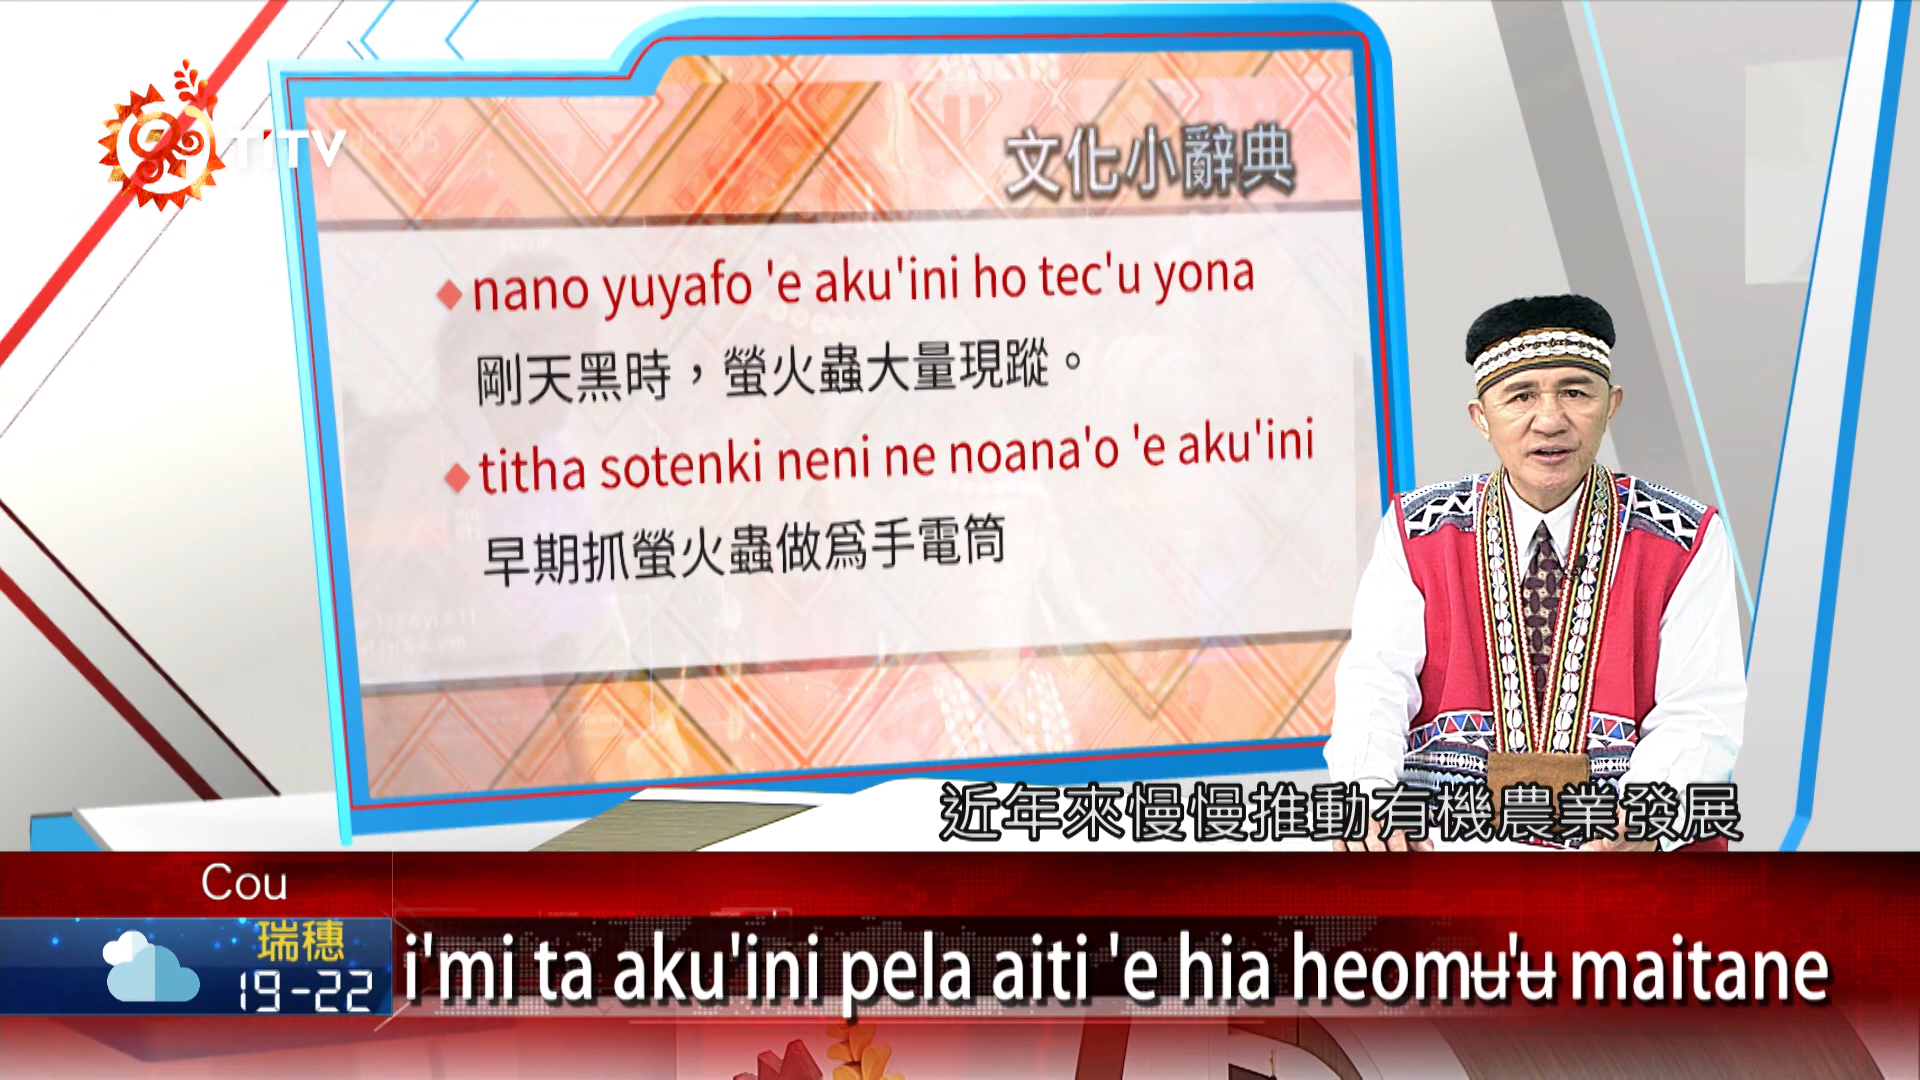 TiTV
文化小辭典
nano yuyafo 'e aku'ini ho tec'u yona
剛天黑時，螢火蟲大量現蹤。
titha sotenki neni ne noana'o 'e aku'ini
早期抓螢火蟲做為手電筒
近年來慢慢推動有機農業發展
Cou
瑞穗
19-22
i'mi ta aku'ini pela aiti 'e hia heomʉ'ʉ maitane